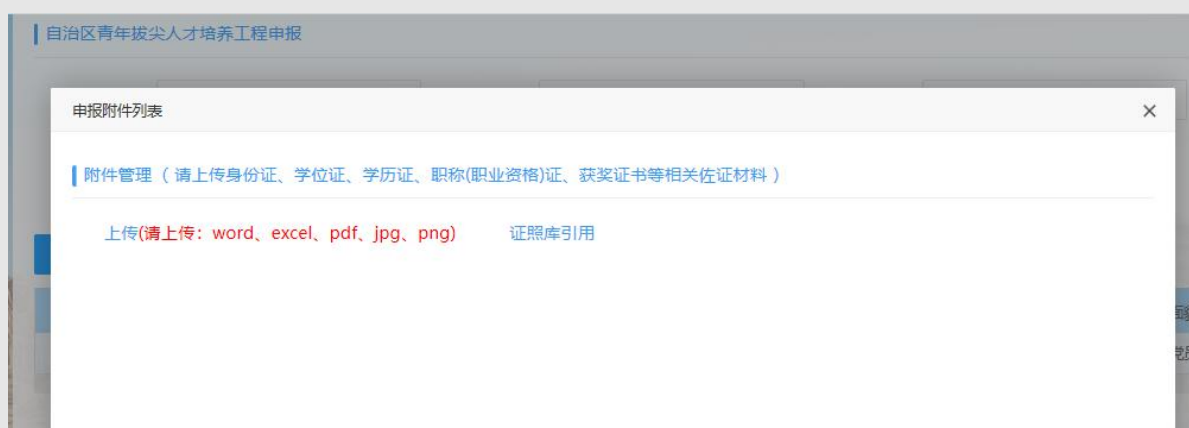 自治区青年拔尖人才培养工程申报
申报附件列表
附件管理（ 请上传身份证、学位证、学历证、职称(职业资格)证、获奖证书等相关佐证材料 ）
上传(请上传：word、excel、pdf、jpg、png) 证照库引用